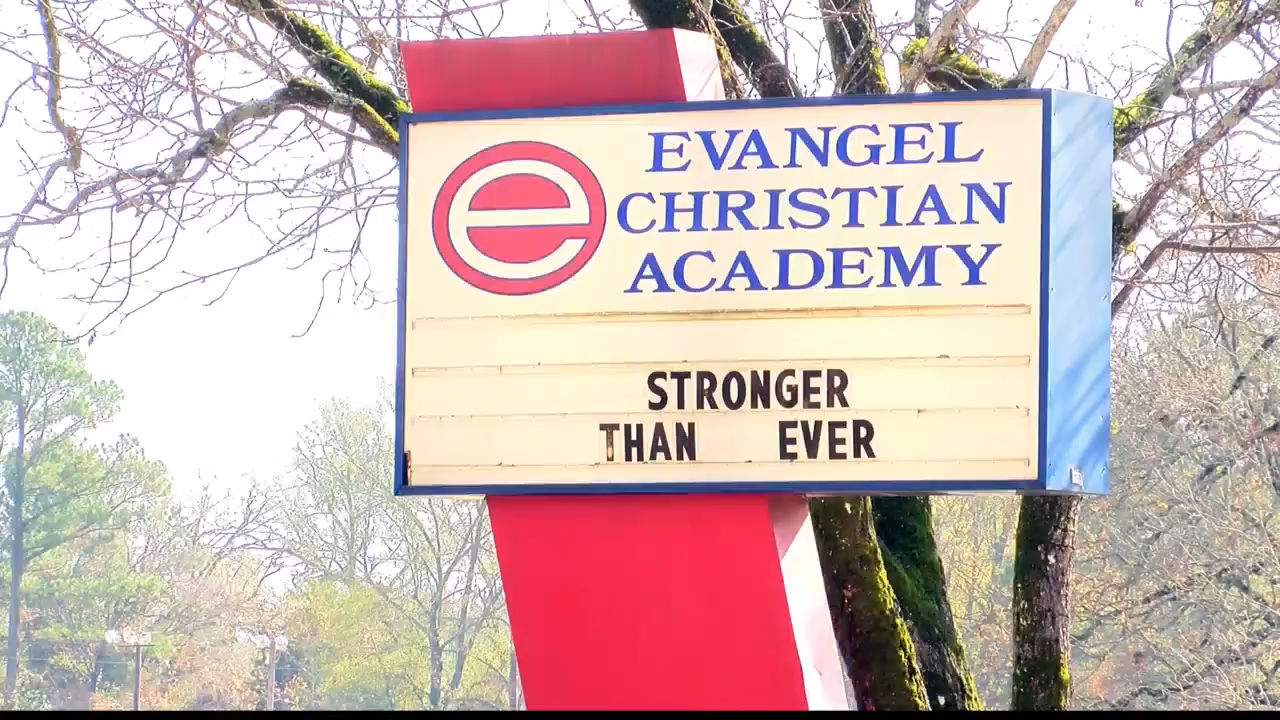 e
EVANGEL
CHRISTIAN
ACADEMY
STRONGER
THAN EVER